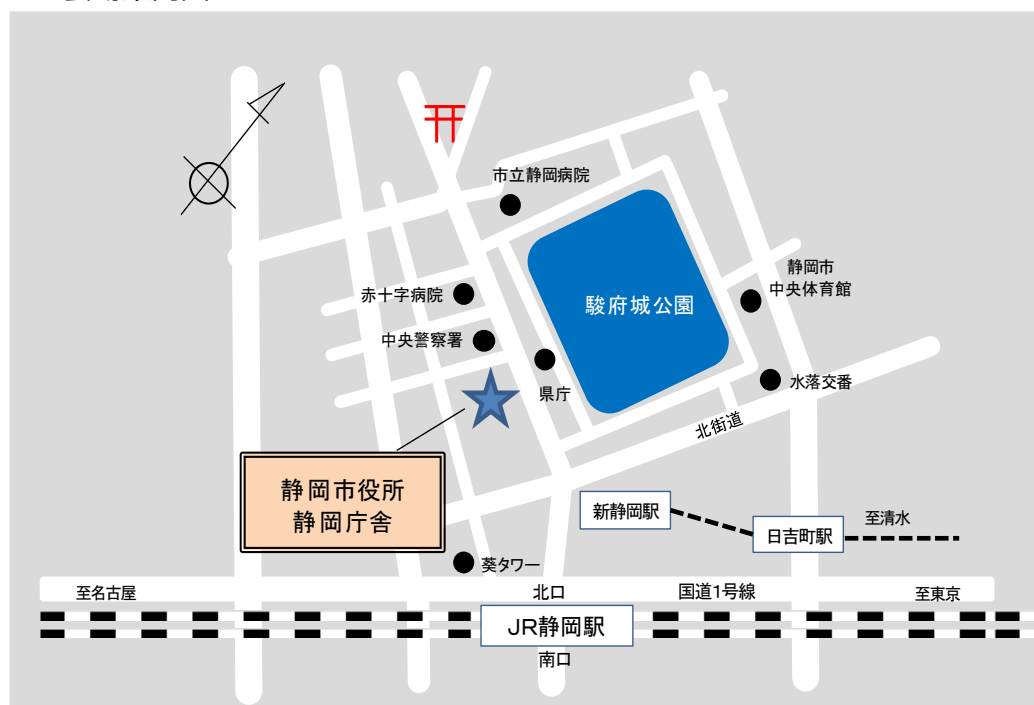 市立静岡病院
静岡市
中央体育館
赤十字病院
駿府城公園
中央警察署
県庁
水落交番
北街道
静岡市役所
静岡庁舎
新静岡駅
日吉町駅
至清水
葵タワー
至名古屋
北口
国道1号線
至東京
JR静岡駅
南口